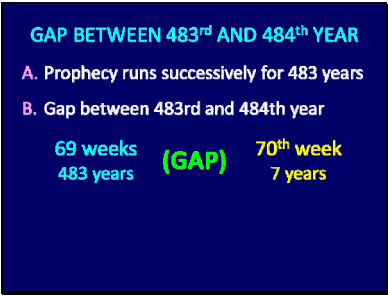 GAP BETWEEN 483rd AND 484th YEAR
A. Prophecy runs successively for 483 years
B. Gap between 483rd and 484th year
69 weeks (GAP) 70th week
483 years 7 years